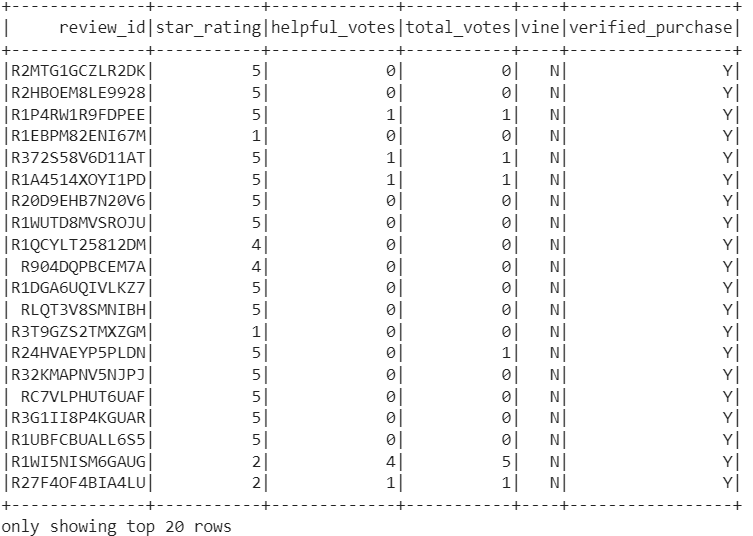 +--------------+-----------+-------------+-----------+----+-----------------+
|     review_id|star_rating|helpful_votes|total_votes|vine|verified_purchase|
+--------------+-----------+-------------+-----------+----+-----------------+
|R2MTG1GCZLR2DK|          5|            0|          0|   N|                Y|
|R2HBOEM8LE9928|          5|            0|          0|   N|                Y|
|R1P4RW1R9FDPEE|          5|            1|          1|   N|                Y|
|R1EBPM82ENI67M|          1|            0|          0|   N|                Y|
|R372S58V6D11AT|          5|            1|          1|   N|                Y|
|R1A4514XOYI1PD|          5|            1|          1|   N|                Y|
|R20D9EHB7N20V6|          5|            0|          0|   N|                Y|
|R1WUTD8MVSROJU|          5|            0|          0|   N|                Y|
|R1QCYLT25812DM|          4|            0|          0|   N|                Y|
| R904DQPBCEM7A|          4|            0|          0|   N|                Y|
|R1DGA6UQIVLKZ7|          5|            0|          0|   N|                Y|
| RLQT3V8SMNIBH|          5|            0|          0|   N|                Y|
|R3T9GZS2TMXZGM|          1|            0|          0|   N|                Y|
|R24HVAEYP5PLDN|          5|            0|          1|   N|                Y|
|R32KMAPNV5NJPJ|          5|            0|          0|   N|                Y|
| RC7VLPHUT6UAF|          5|            0|          0|   N|                Y|
|R3G1II8P4KGUAR|          5|            0|          0|   N|                Y|
|R1UBFCBUALL6S5|          5|            0|          0|   N|                Y|
|R1WI5NISM6GAUG|          2|            4|          5|   N|                Y|
|R27F4OF4BIA4LU|          2|            1|          1|   N|                Y|
+--------------+-----------+-------------+-----------+----+-----------------+
only showing top 20 rows